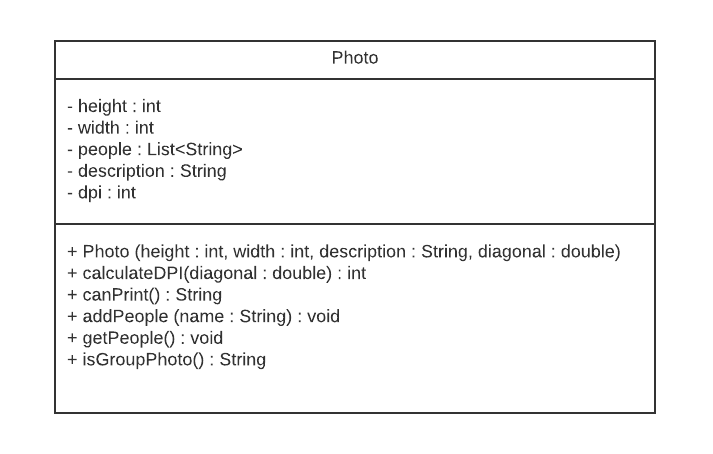 Photo
- height : int
- width : int
- people : List<String>
- description : String
- dpi : int
+ Photo (height : int, width : int, description : String, diagonal : double)
+ calculateDPI(diagonal : double) : int
+ canPrint() : String
+ addPeople (name : String) : void
+ getPeople() : void
+ isGroupPhoto() : String